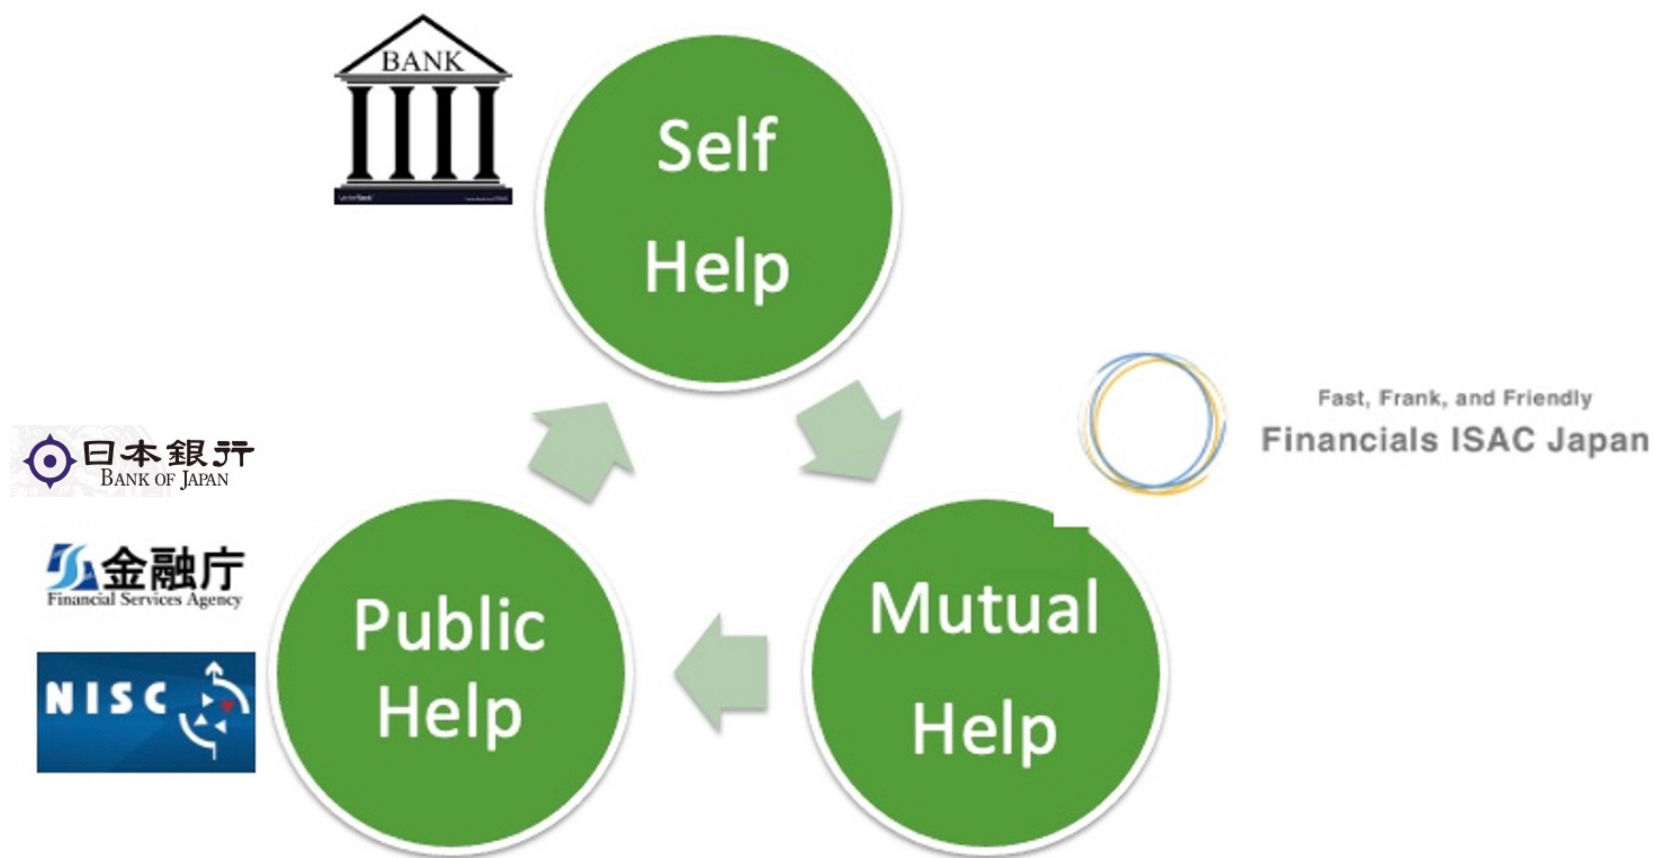 BANK
Self
Help
Fast, Frank, and Friendly
Financials ISAC Japan
日本銀行
BANK OF JAPAN
金融庁
Financial Services Agency
NISC
Public
Help
Mutual
Help